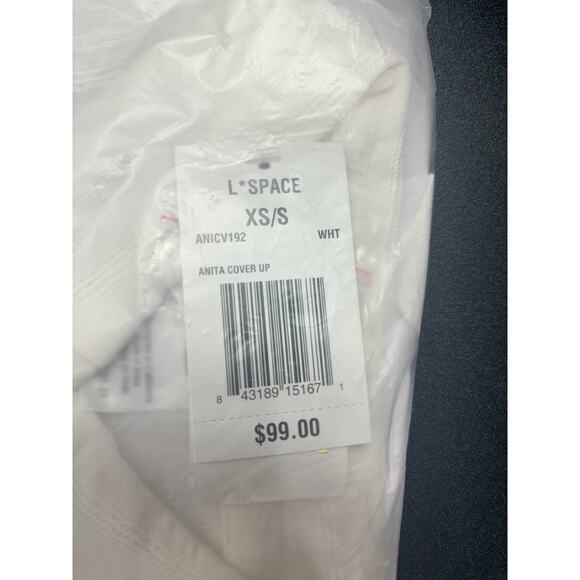 L*SPACE
XS/S
ANICV192 WHT
ANITA COVER UP
8 43189 15167 1
$99.00